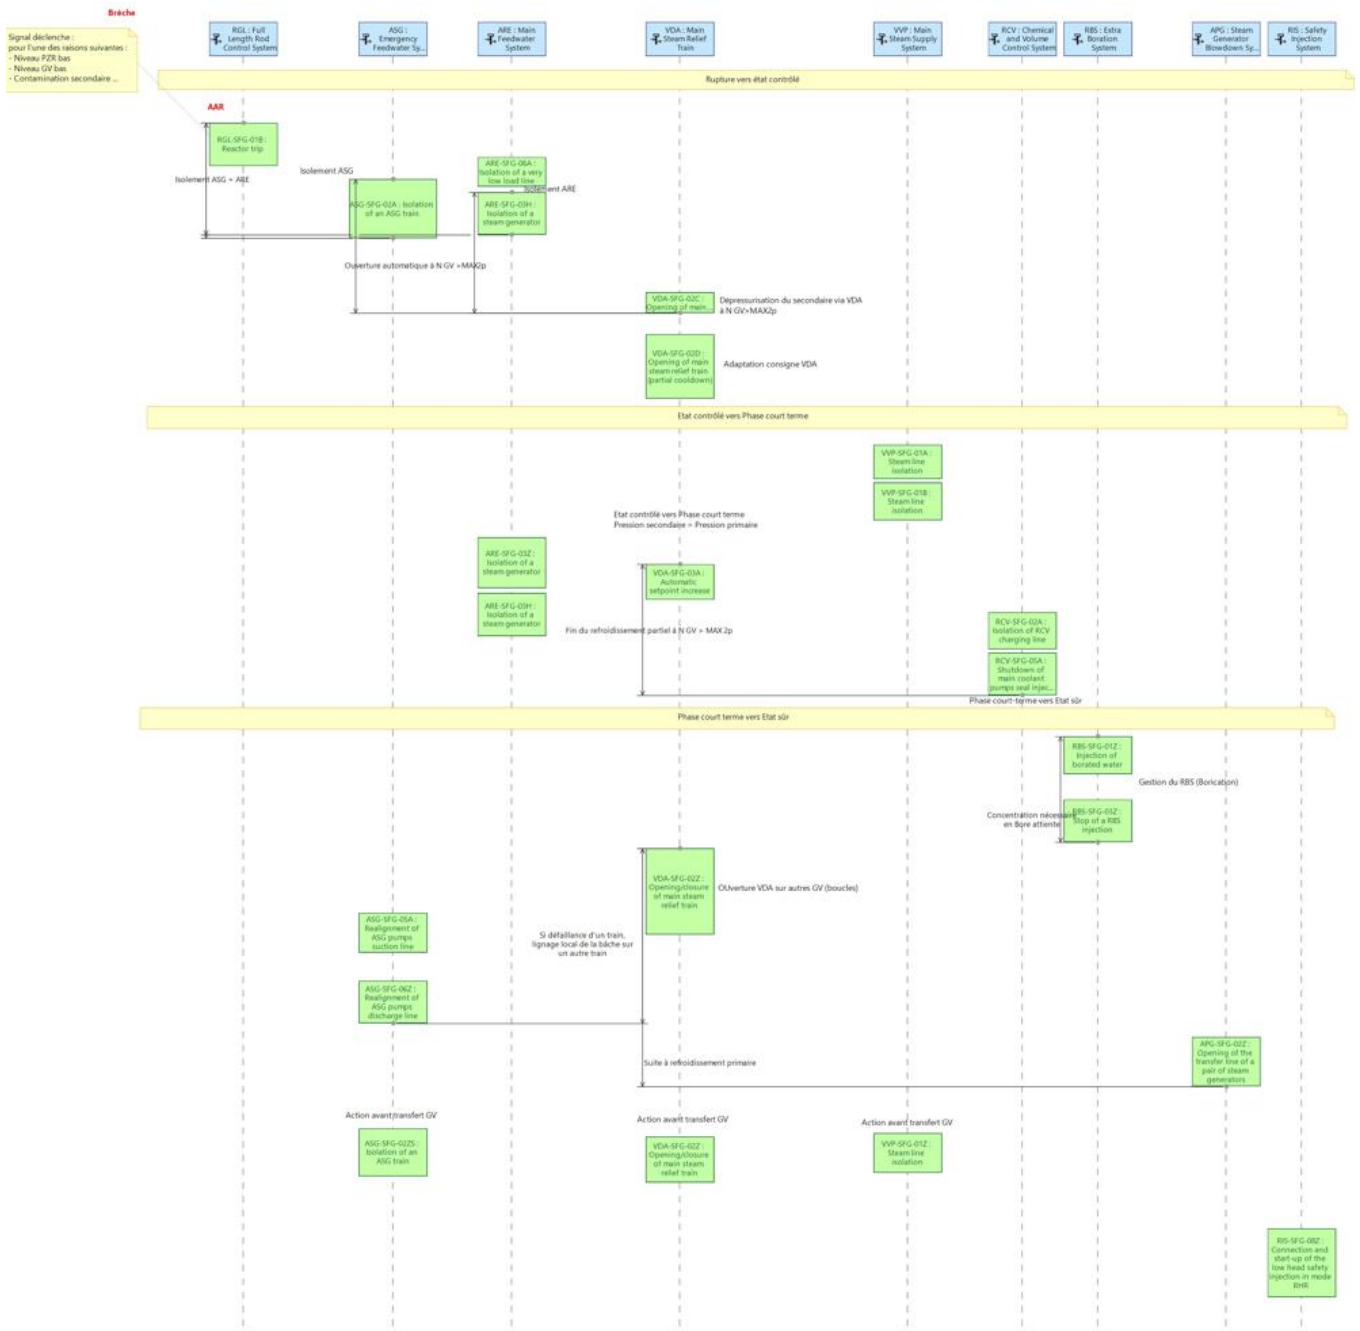 Brèche
Signal déclenche :
pour l'une des raisons suivantes :
- Niveau PZR bas
- Niveau GV bas
- Contamination secondaire ...
RGL : Full
Length Rod
Control System
ASG :
Emergency
Feedwater Sy...
ARE : Main
Feedwater
System
VDA : Main
Steam Relief
Train
VVP : Main
Steam Supply
System
RCV : Chemical
and Volume
Control System
RBS : Extra
Boration
System
APG : Steam
Generator
Blowdown Sy...
RIS : Safety
Injection
System
Rupture vers état contrôlé
AAR
RGL-SFG-01B :
Reactor trip
Isolement ASG + ARE
Isolement ASG
ASG-SFG-02A : Isolation
of an ASG train
ARE-SFG-08A :
Isolation of a very
low load line
Isolement ARE
ARE-SFG-03H :
Isolation of a
steam generator
Ouverture automatique à N GV >MAX2p
VDA-SFG-02C :
Opening of main...
Dépressurisation du secondaire via VDA
à N GV>MAX2p
VDA-SFG-02D :
Opening of main
steam relief train
(partial cooldown)
Adaptation consigne VDA
Etat contrôlé vers Phase court terme
VVP-SFG-01A :
Steam line
isolation
VVP-SFG-01B :
Steam line
isolation
Etat contrôlé vers Phase court terme
Pression secondaire = Pression primaire
ARE-SFG-03Z :
Isolation of a
steam generator
VDA-SFG-03A :
Automatic
setpoint increase
ARE-SFG-03H :
Isolation of a
steam generator
Fin du refroidissement partiel à N GV > MAX 2p
RCV-SFG-02A :
Isolation of RCV
charging line
RCV-SFG-05A :
Shutdown of
main coolant
pumps seal injec...
Phase court-terme vers Etat sûr
Phase court terme vers Etat sûr
RBS-SFG-01Z :
Injection of
borated water
Gestion du RBS (Borication)
Concentration nécessaire
en Bore attiente
RBS-SFG-03Z :
Stop of a RBS
injection
VDA-SFG-02Z :
Opening/closure
of main steam
relief train
OUverture VDA sur autres GV (boucles)
ASG-SFG-05A :
Realignment of
ASG pumps
suction line
Si défaillance d'un train,
lignage local de la bâche sur
un autre train
ASG-SFG-06Z :
Realignment of
ASG pumps
discharge line
Suite à refroidissement primaire
APG-SFG-02Z :
Opening of the
transfer line of a
pair of steam
generators
Action avant transfert GV
ASG-SFG-02ZS :
Isolation of an
ASG train
Action avant transfert GV
VDA-SFG-02Z :
Opening/closure
of main steam
relief train
Action avant transfert GV
VVP-SFG-01Z :
Steam line
isolation
RIS-SFG-08Z :
Connection and
start-up of the
low head safety
injection in mode
RHR